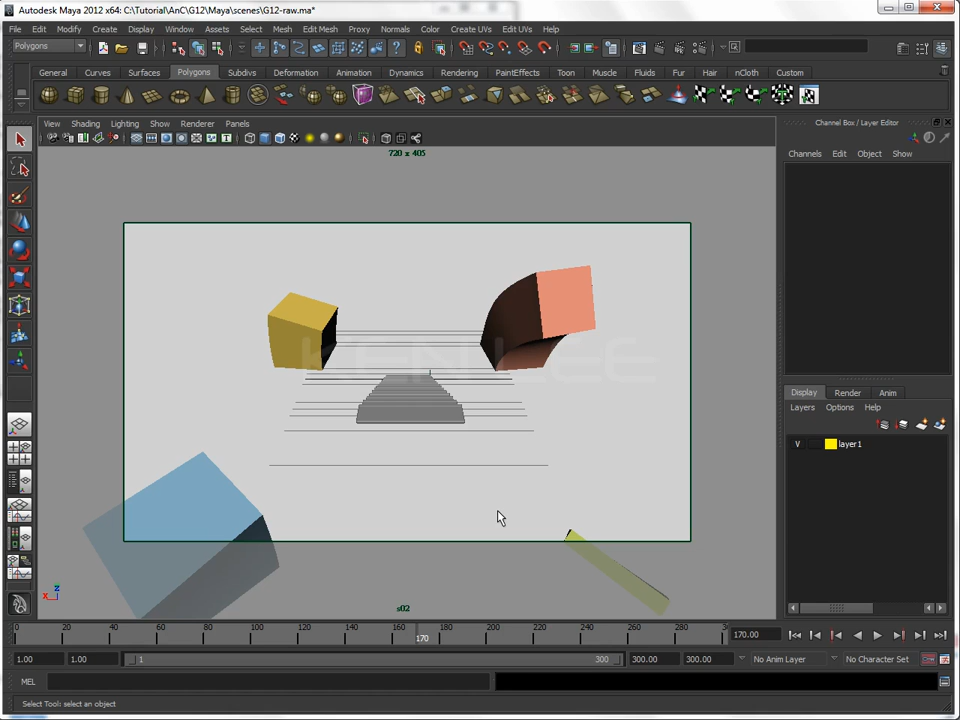 Autodesk Maya 2012 x64: C:\Tutorial\AnC\G12\Maya\scenes\G12-raw.ma*
File Edit Modify Create Display Window Assets Select Mesh Edit Mesh Proxy Normals Color Create UVs Edit UVs Help
Polygons
General Curves Surfaces Polygons Subdivs Deformation Animation Dynamics Rendering PaintEffects Toon Muscle Fluids Fur Hair nCloth Custom
View Shading Lighting Show Renderer Panels
Channel Box / Layer Editor
Channels Edit Object Show
720 x 405
KEN LEE
Display Render Anim
Layers Options Help
V layer1
x z
s02
0 20 40 60 80 100 120 140 160 180 200 220 240 260 280 30
170
170.00
1.00 1.00 1 300 300.00 300.00 No Anim Layer No Character Set
MEL
Select Tool: select an object